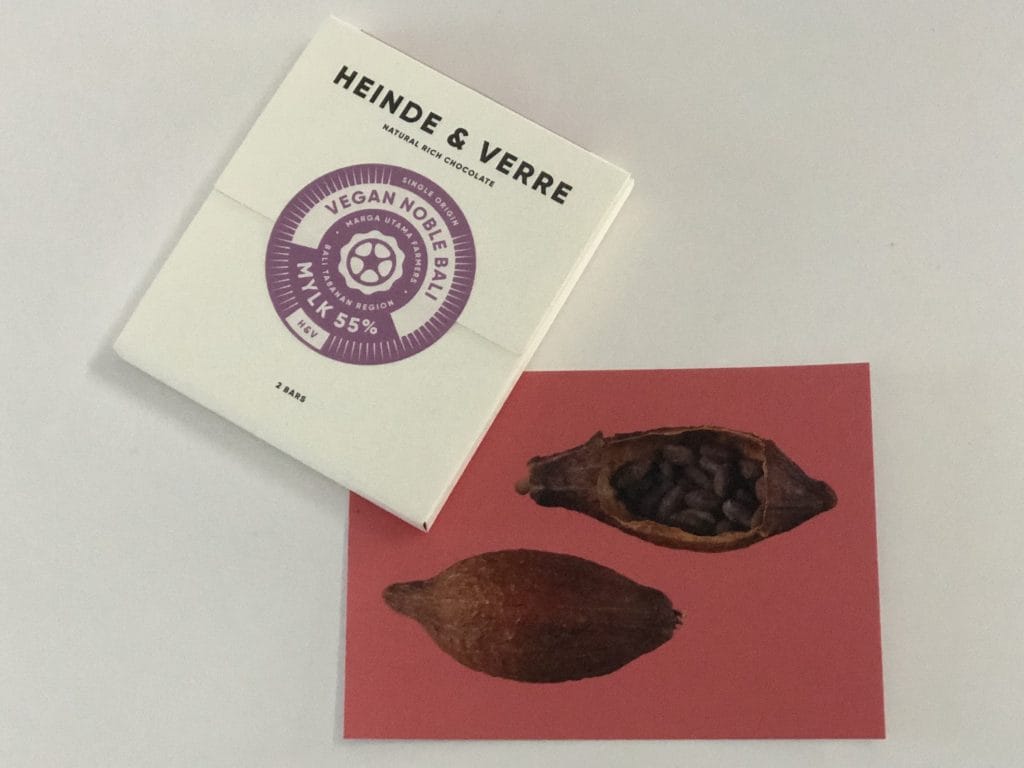 HEINDE & VERRE
NATURAL RICH CHOCOLATE
SINGLE ORIGIN
VEGAN NOBLE BALI
MARGA UTAMA FARMERS
BALI TABANAN REGION
MYLK 55%
H&V
2 BARS